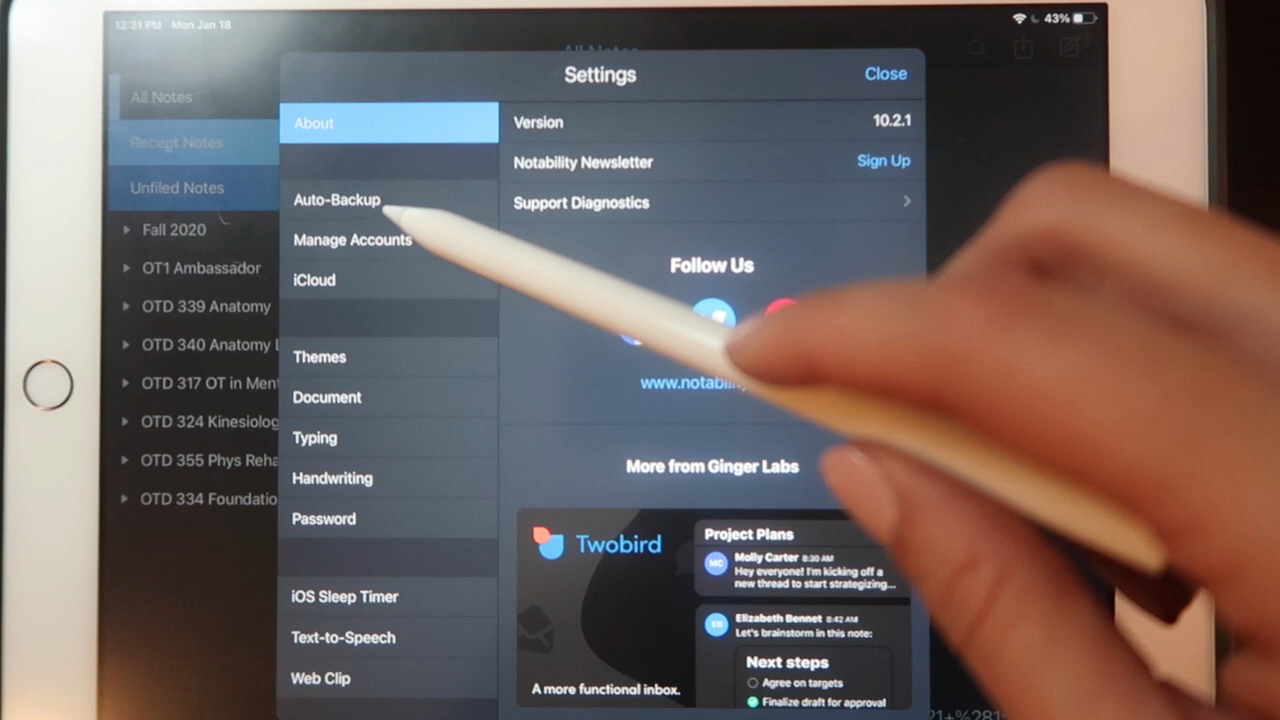 12:31 PM Mon Jan 18
43%
All Notes
Settings
Close
All Notes
Recent Notes
Unfiled Notes
Fall 2020
OT1 Ambassador
OTD 339 Anatomy
OTD 340 Anatomy
OTD 317 OT in
OTD 324
OTD 355 Phys
OTD 334
About
Auto-Backup
Manage Accounts
iCloud
Themes
Document
Typing
Handwriting
Password
iOS Sleep Timer
Text-to-Speech
Web Clip
Version 10.2.1
Notability Newsletter Sign Up
Support Diagnostics
Follow Us
More from Ginger Labs
Twobird
A more functional inbox.
Project Plans
MC
Molly Carter 8:30 AM
Hey everyone! I'm kicking off a
new thread to start strategizing...
EB
Elizabeth Bennet 8:42 AM
Let's brainstorm in this note:
Next steps
Agree on targets
Finalize draft for approval